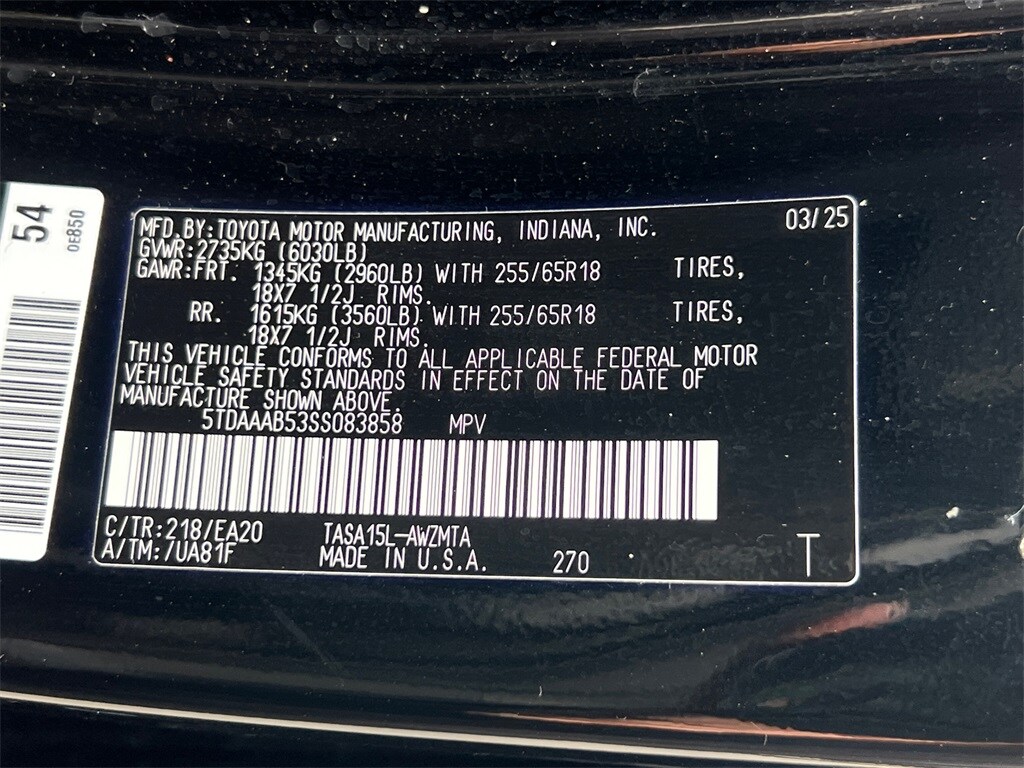 54
0E850
MFD.BY:TOYOTA MOTOR MANUFACTURING, INDIANA, INC. 03/25
GVWR:2735KG (6030LB)
GAWR:FRT. 1345KG (2960LB) WITH 255/65R18 TIRES,
18X7 1/2J RIMS.
RR. 1615KG (3560LB) WITH 255/65R18 TIRES,
18X7 1/2J RIMS.
THIS VEHICLE CONFORMS TO ALL APPLICABLE FEDERAL MOTOR
VEHICLE SAFETY STANDARDS IN EFFECT ON THE DATE OF
MANUFACTURE SHOWN ABOVE.
5TDAAAB53SS083858 MPV
C/TR:218/EA20 TASA15L-AWZMTA
A/TM:/UA81F MADE IN U.S.A. 270 T